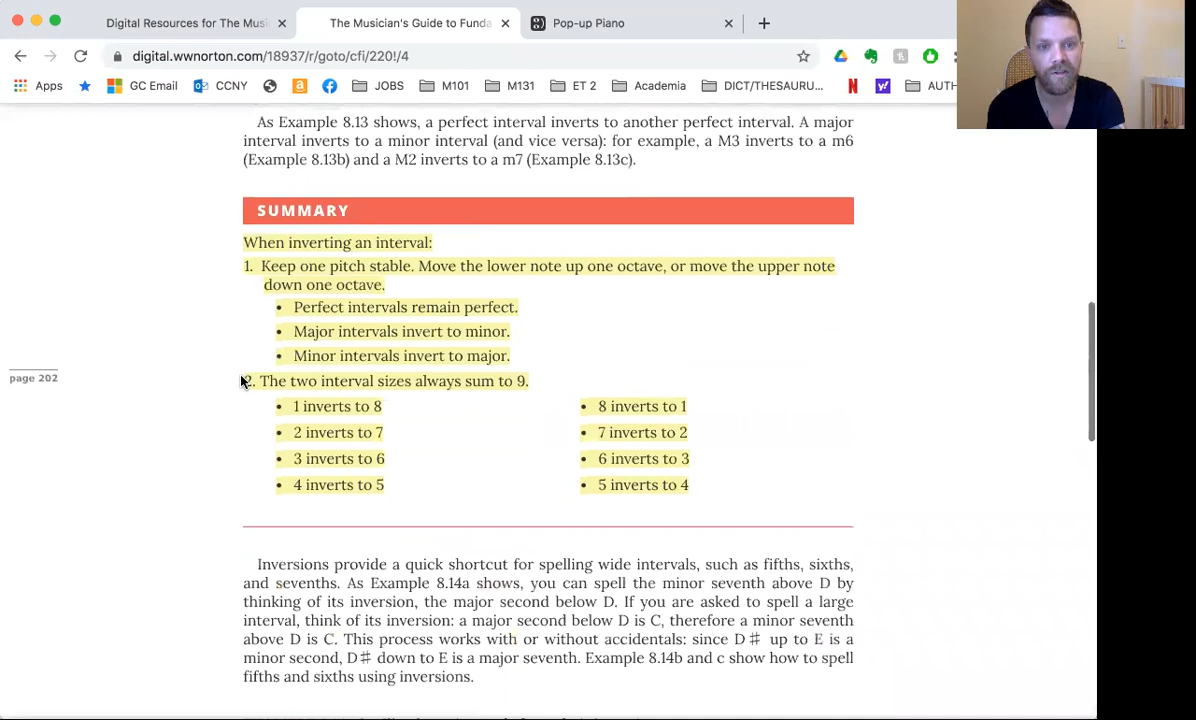 Digital Resources for The Musi
The Musician's Guide to Funda
Pop-up Piano
digital.wwnorton.com/18937/r/goto/cfi/220!/4
Apps
GC Email
CCNY
JOBS
M101
M131
ET 2
Academia
DICT/THESAURU...
AUTH
As Example 8.13 shows, a perfect interval inverts to another perfect interval. A major
interval inverts to a minor interval (and vice versa): for example, a M3 inverts to a m6
(Example 8.13b) and a M2 inverts to a m7 (Example 8.13c).
SUMMARY
When inverting an interval:
1. Keep one pitch stable. Move the lower note up one octave, or move the upper note
down one octave.
• Perfect intervals remain perfect.
• Major intervals invert to minor.
• Minor intervals invert to major.
page 202
2. The two interval sizes always sum to 9.
• 1 inverts to 8
• 2 inverts to 7
• 3 inverts to 6
• 4 inverts to 5
• 8 inverts to 1
• 7 inverts to 2
• 6 inverts to 3
• 5 inverts to 4
Inversions provide a quick shortcut for spelling wide intervals, such as fifths, sixths,
and sevenths. As Example 8.14a shows, you can spell the minor seventh above D by
thinking of its inversion, the major second below D. If you are asked to spell a large
interval, think of its inversion: a major second below D is C, therefore a minor seventh
above D is C. This process works with or without accidentals: since D♯ up to E is a
minor second, D♯ down to E is a major seventh. Example 8.14b and c show how to spell
fifths and sixths using inversions.